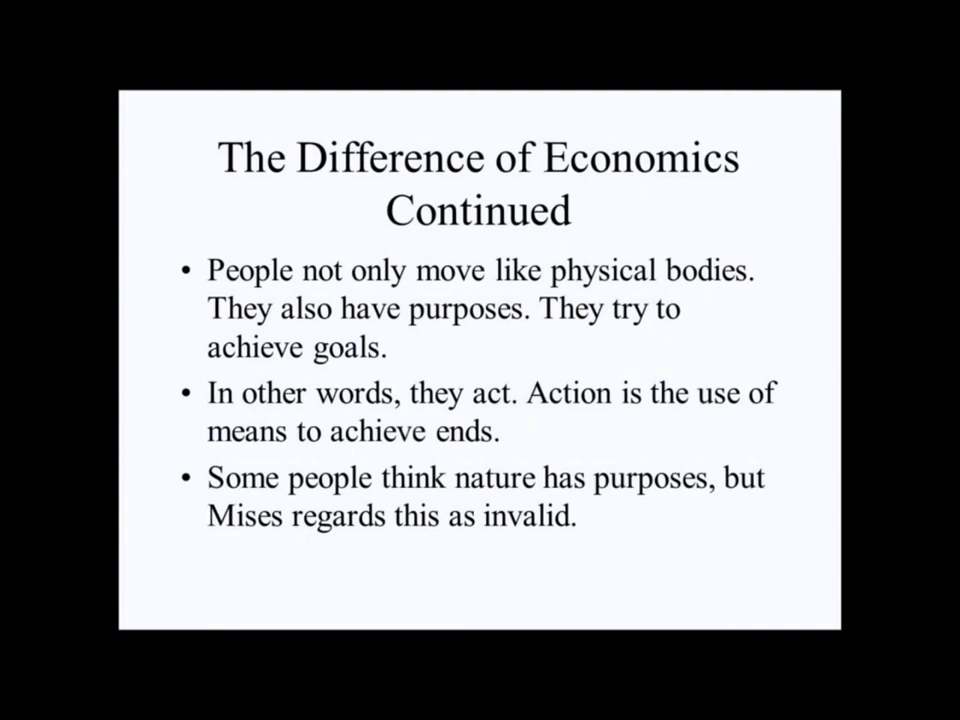 The Difference of Economics
Continued
• People not only move like physical bodies.
They also have purposes. They try to
achieve goals.
• In other words, they act. Action is the use of
means to achieve ends.
• Some people think nature has purposes, but
Mises regards this as invalid.